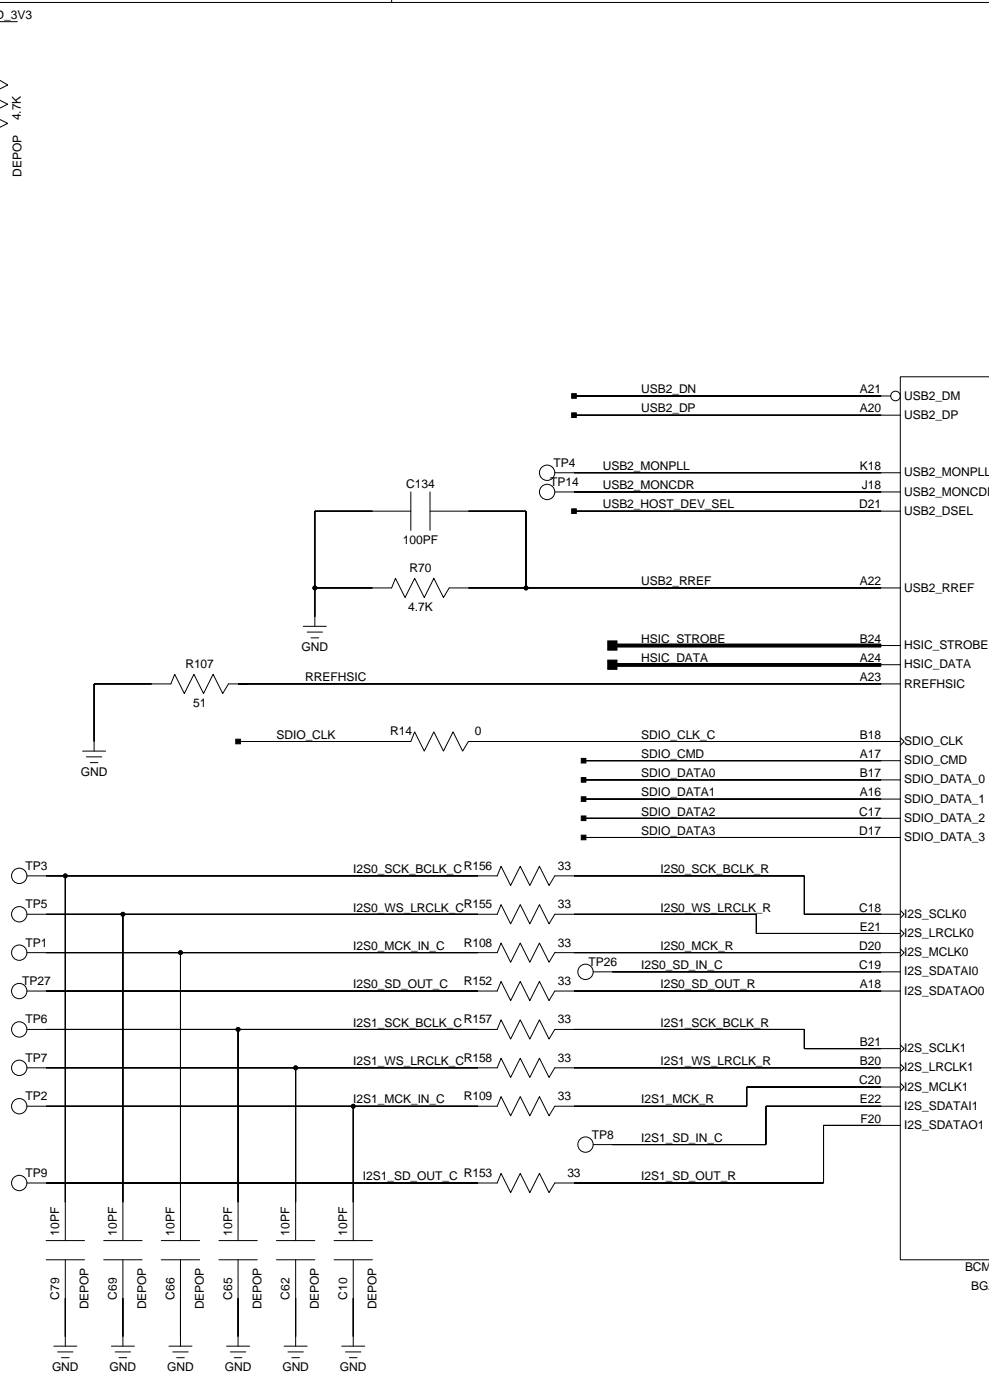 _3V3
4.7K
DEPOP
USB2_DN A21 USB2_DM
USB2_DP A20 USB2_DP
TP4 USB2_MONPLL K18 USB2_MONPLL
TP14 USB2_MONCDR J18 USB2_MONCD
USB2_HOST_DEV_SEL D21 USB2_DSEL
C134
100PF
R70
4.7K
USB2_RREF A22 USB2_RREF
GND
HSIC_STROBE B24 HSIC_STROBE
HSIC_DATA A24 HSIC_DATA
R107
51
RREFHSIC A23 RREFHSIC
GND
SDIO_CLK R14 0 SDIO_CLK_C B18 SDIO_CLK
SDIO_CMD A17 SDIO_CMD
SDIO_DATA0 B17 SDIO_DATA_0
SDIO_DATA1 A16 SDIO_DATA_1
SDIO_DATA2 C17 SDIO_DATA_2
SDIO_DATA3 D17 SDIO_DATA_3
TP3 I2S0_SCK_BCLK_C R156 33 I2S0_SCK_BCLK_R
TP5 I2S0_WS_LRCLK_C R155 33 I2S0_WS_LRCLK_R C18 I2S_SCLK0
E21 I2S_LRCLK0
TP1 I2S0_MCK_IN_C R108 33 I2S0_MCK_R D20 I2S_MCLK0
TP26 I2S0_SD_IN_C C19 I2S_SDATAI0
TP27 I2S0_SD_OUT_C R152 33 I2S0_SD_OUT_R A18 I2S_SDATAO0
TP6 I2S1_SCK_BCLK_C R157 33 I2S1_SCK_BCLK_R
B21 I2S_SCLK1
TP7 I2S1_WS_LRCLK_C R158 33 I2S1_WS_LRCLK_R B20 I2S_LRCLK1
C20 I2S_MCLK1
TP2 I2S1_MCK_IN_C R109 33 I2S1_MCK_R E22 I2S_SDATAI1
F20 I2S_SDATAO1
TP8 I2S1_SD_IN_C
TP9 I2S1_SD_OUT_C R153 33 I2S1_SD_OUT_R
10PF 10PF 10PF 10PF 10PF 10PF
C79 DEPOP C69 DEPOP C66 DEPOP C65 DEPOP C62 DEPOP C10 DEPOP
BCM
BG
GND GND GND GND GND GND